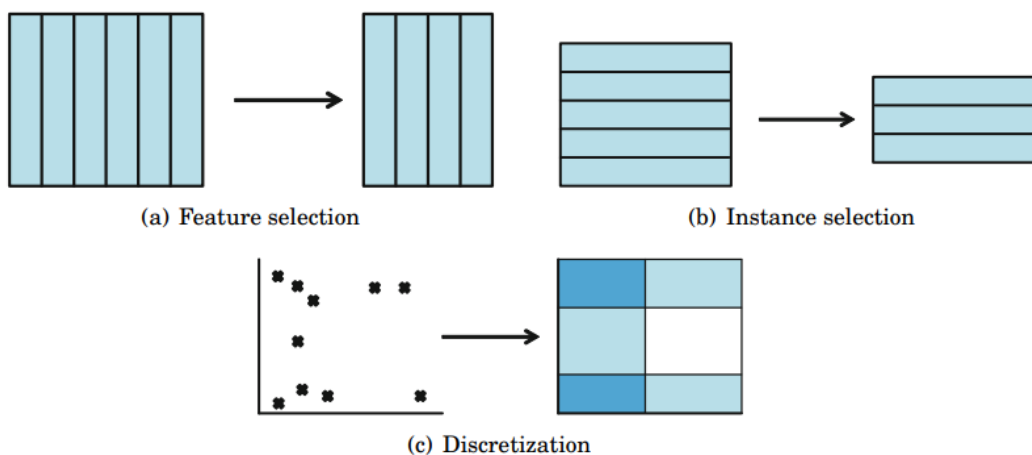 (a) Feature selection
(b) Instance selection
(c) Discretization